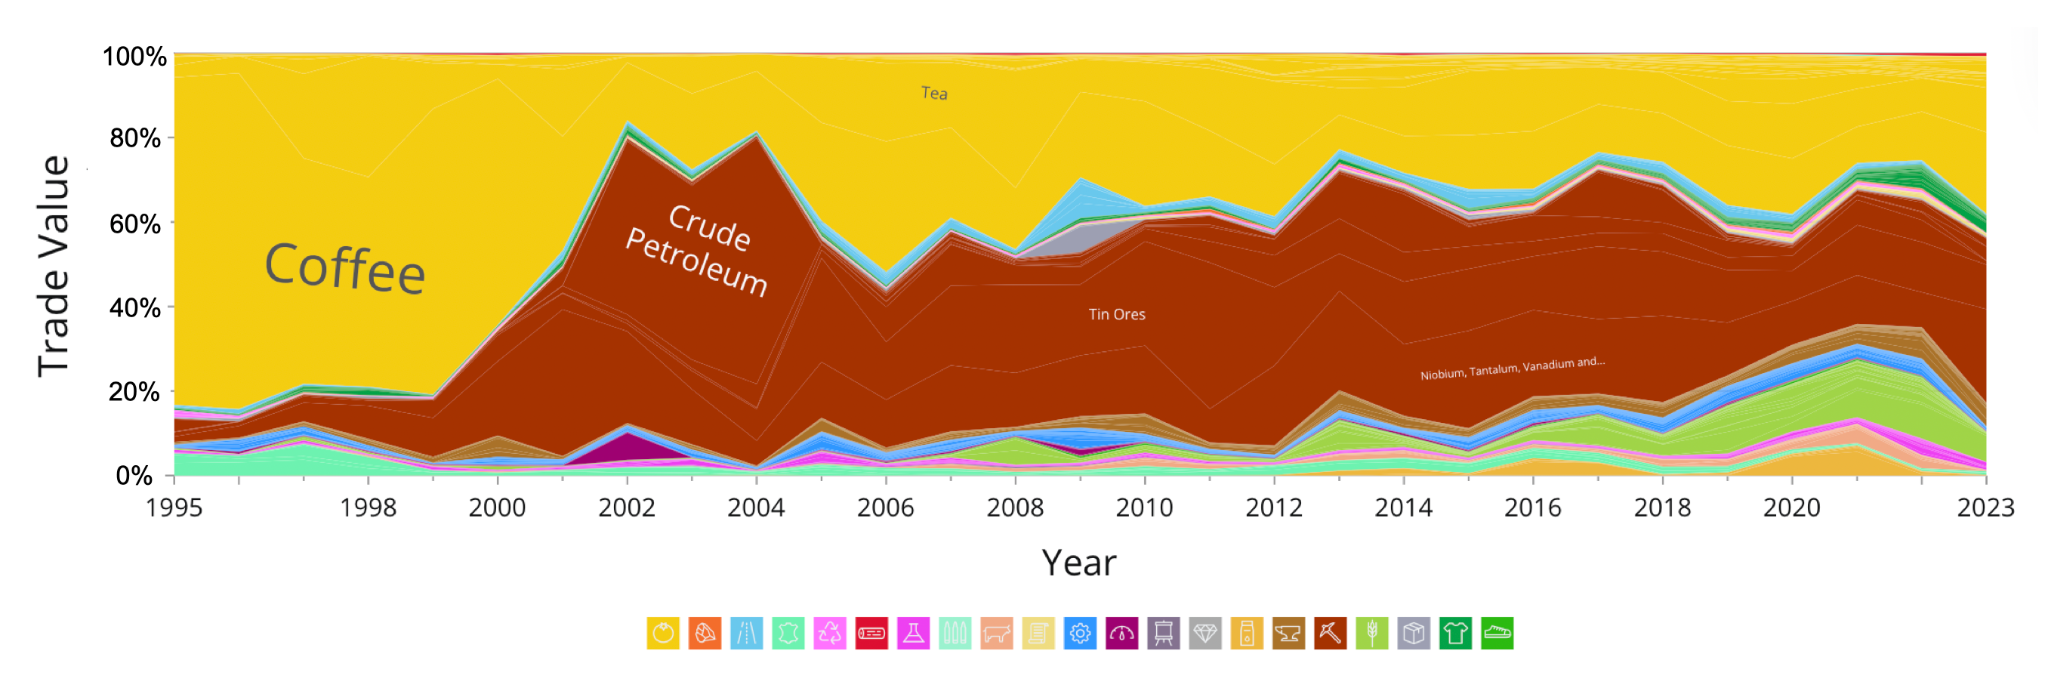 100%
80%
60%
40%
20%
0%
Trade Value
Coffee
Crude
Petroleum
Tea
Tin Ores
Niobium, Tantalum, Vanadium and...
1995 1998 2000 2002 2004 2006 2008 2010 2012 2014 2016 2018 2020 2023
Year